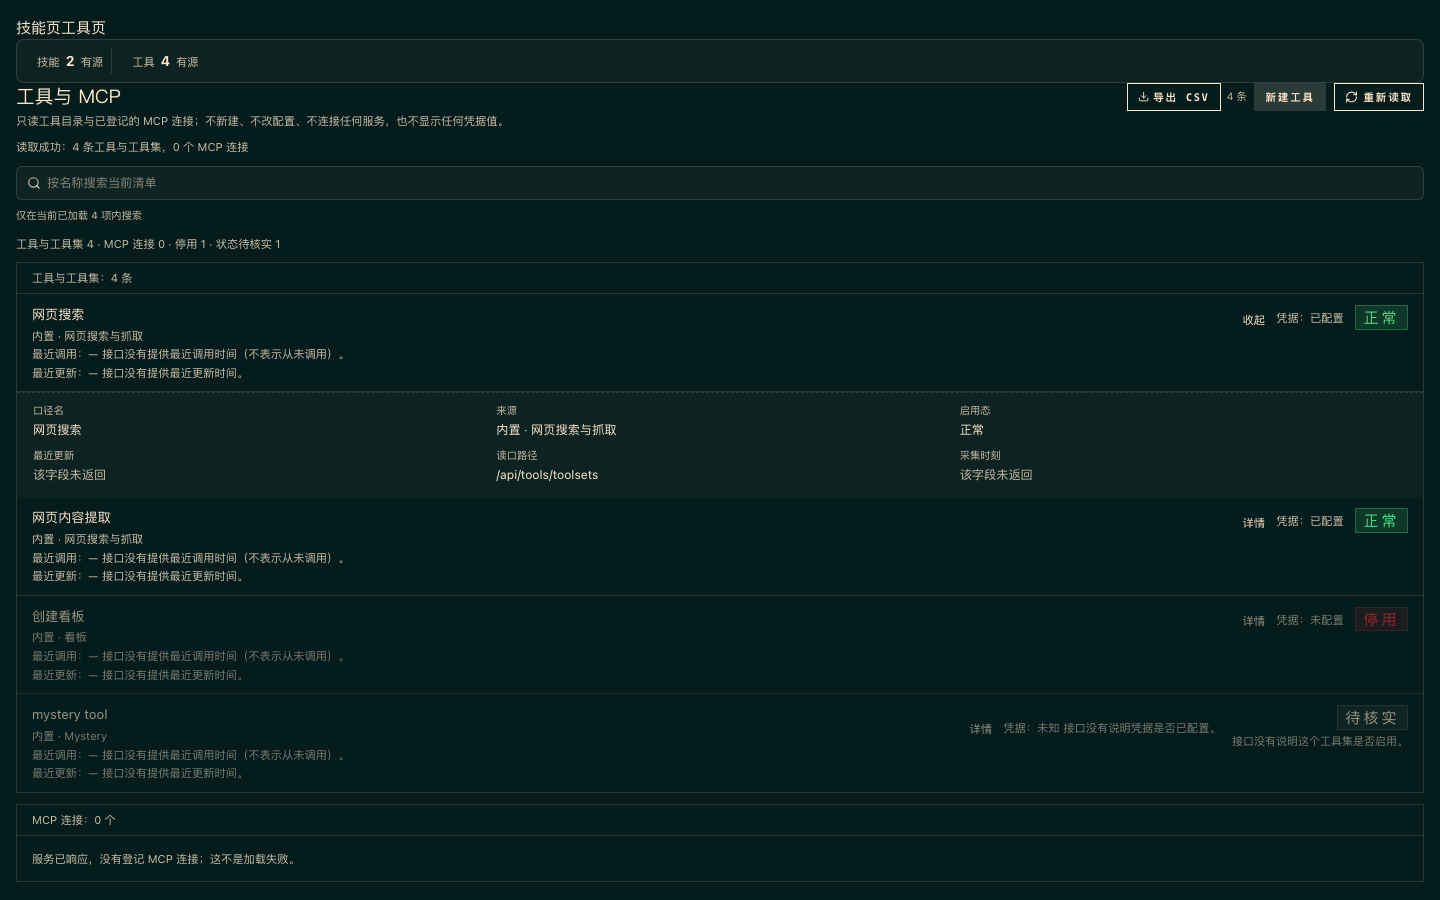 技能页工具页
技能 2 有源 工具 4 有源
工具与 MCP
导出 CSV 4 条 新建工具 重新读取
只读工具目录与已登记的 MCP 连接；不新建、不改配置、不连接任何服务，也不显示任何凭据值。
读取成功：4 条工具与工具集，0 个 MCP 连接
按名称搜索当前清单
仅在当前已加载 4 项内搜索
工具与工具集 4 · MCP 连接 0 · 停用 1 · 状态待核实 1
工具与工具集：4 条
网页搜索
收起 凭据：已配置 正常
内置 · 网页搜索与抓取
最近调用：— 接口没有提供最近调用时间（不表示从未调用）。
最近更新：— 接口没有提供最近更新时间。
口径名 来源 启用态
网页搜索 内置 · 网页搜索与抓取 正常
最近更新 读口路径 采集时刻
该字段未返回 /api/tools/toolsets 该字段未返回
网页内容提取
详情 凭据：已配置 正常
内置 · 网页搜索与抓取
最近调用：— 接口没有提供最近调用时间（不表示从未调用）。
最近更新：— 接口没有提供最近更新时间。
创建看板
详情 凭据：未配置 停用
内置 · 看板
最近调用：— 接口没有提供最近调用时间（不表示从未调用）。
最近更新：— 接口没有提供最近更新时间。
mystery tool
详情 凭据：未知 接口没有说明凭据是否已配置。 待核实
接口没有说明这个工具集是否启用。
内置 · Mystery
最近调用：— 接口没有提供最近调用时间（不表示从未调用）。
最近更新：— 接口没有提供最近更新时间。
MCP 连接：0 个
服务已响应，没有登记 MCP 连接；这不是加载失败。